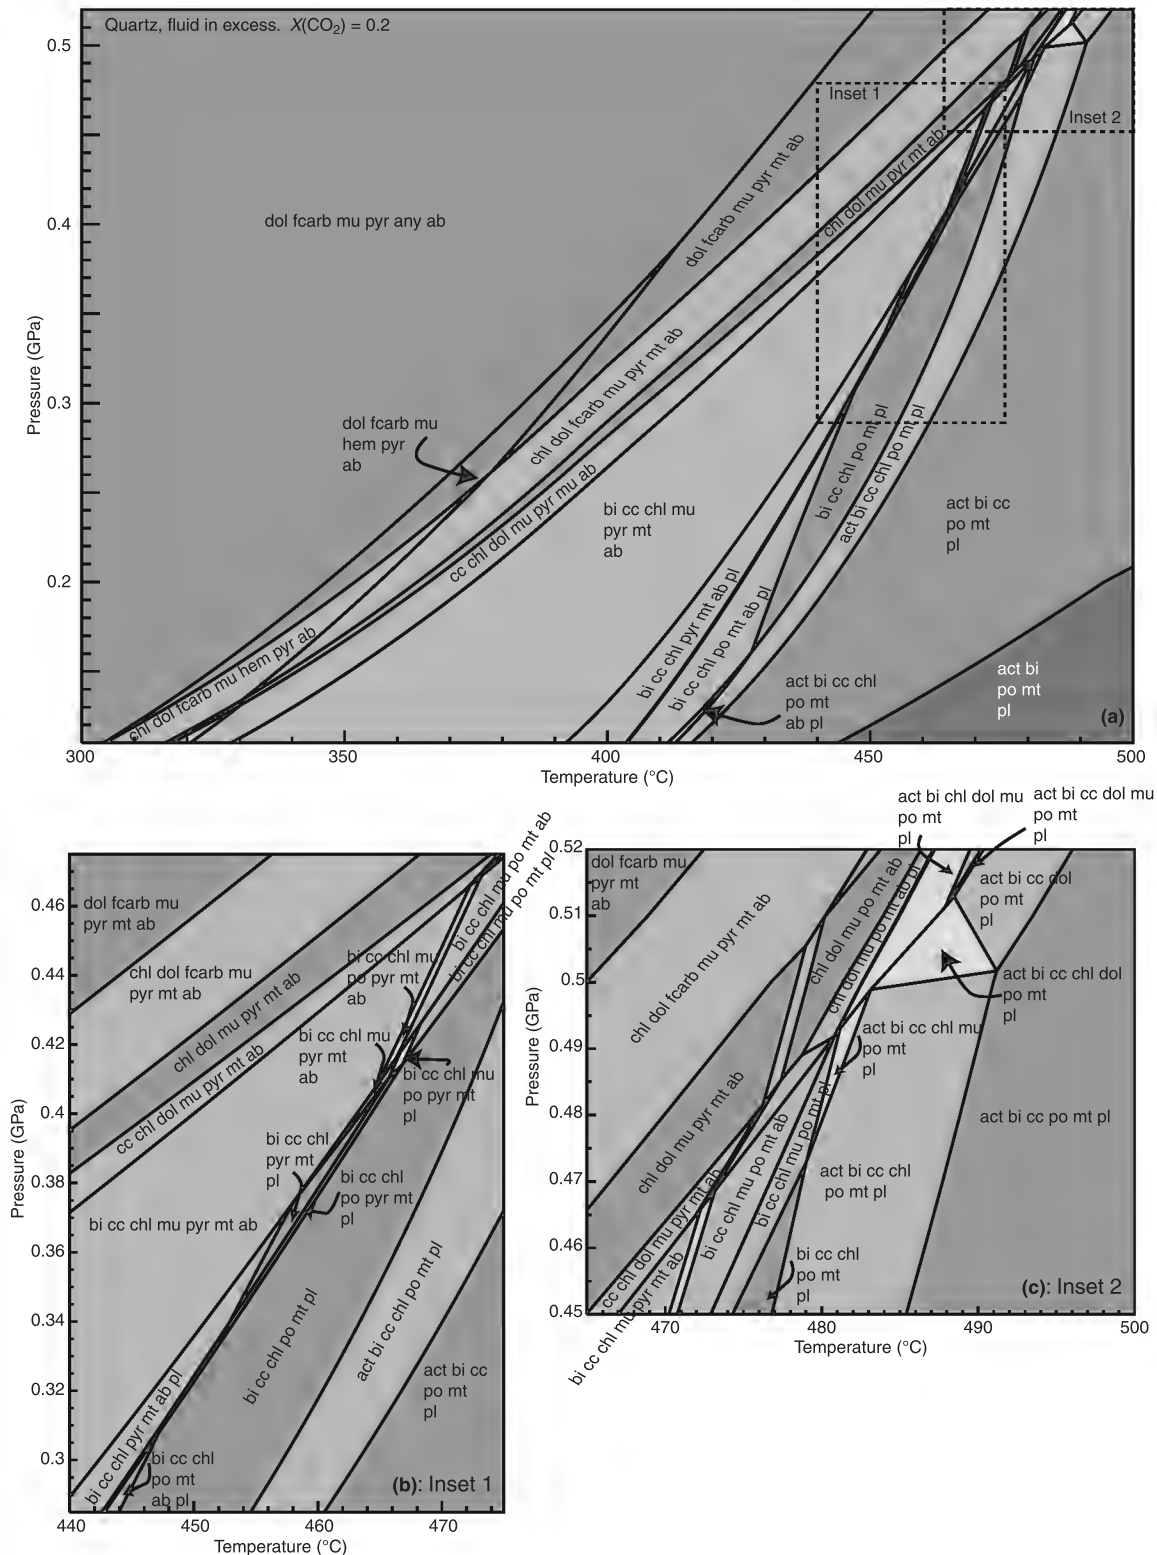 Quartz, fluid in excess. X(CO₂) = 0.2
Inset 1
Inset 2
dol fcarb mu pyr any ab
dol fcarb mu pyr mt ab
chl dol mu pyr mt ab
chl dol fcarb mu pyr mt ab
dol fcarb mu
hem pyr
ab
cc chl dol mu pyr mu ab
bi cc chl mu
pyr mt
ab
bi cc chl po mt pl
act bi cc chl po mt pl
act bi cc
po mt
pl
chl dol fcarb mu hem pyr ab
bi cc chl pyr mt ab pl
bi cc chl po mt ab pl
act bi cc chl
po mt
ab pl
act bi
po mt
pl
(a)
0.5
0.4
0.3
0.2
Pressure (GPa)
300
350
400
450
500
Temperature (°C)
dol fcarb mu
pyr mt ab
chl dol fcarb mu
pyr mt ab
chl dol mu pyr mt ab
cc chl dol mu pyr mt ab
bi cc chl mu po mt ab
bi cc chl mu po mt pl
bi cc chl mu
po pyr mt
ab
bi cc chl mu
pyr mt
ab
bi cc chl mu
po pyr mt
pl
bi cc chl
pyr mt
pl
bi cc chl
po pyr mt
pl
bi cc chl mu pyr mt ab
bi cc chl po mt pl
act bi cc chl po mt pl
act bi cc
po mt
pl
bi cc chl pyr mt ab pl
bi cc chl
po mt
ab pl
(b): Inset 1
0.46
0.44
0.42
0.4
0.38
0.36
0.34
0.32
0.3
Pressure (GPa)
440
450
460
470
Temperature (°C)
act bi chl dol mu
po mt
pl
act bi cc dol mu
po mt
pl
dol fcarb mu
pyr mt
ab
chl dol fcarb mu pyr mt ab
chl dol mu po mt ab
chl dol mu po mt ab pl
act bi cc dol
po mt
pl
act bi cc chl dol
po mt
pl
act bi cc chl mu
po mt
pl
chl dol mu pyr mt ab
act bi cc po mt pl
cc chl dol mu pyr mt ab
bi cc chl mu po mt ab
bi cc chl mu po mt pl
act bi cc chl
po mt pl
bi cc chl
po mt
pl
bi cc chl mu pyr mt ab
(c): Inset 2
0.52
0.51
0.5
0.49
0.48
0.47
0.46
0.45
Pressure (GPa)
470
480
490
500
Temperature (°C)